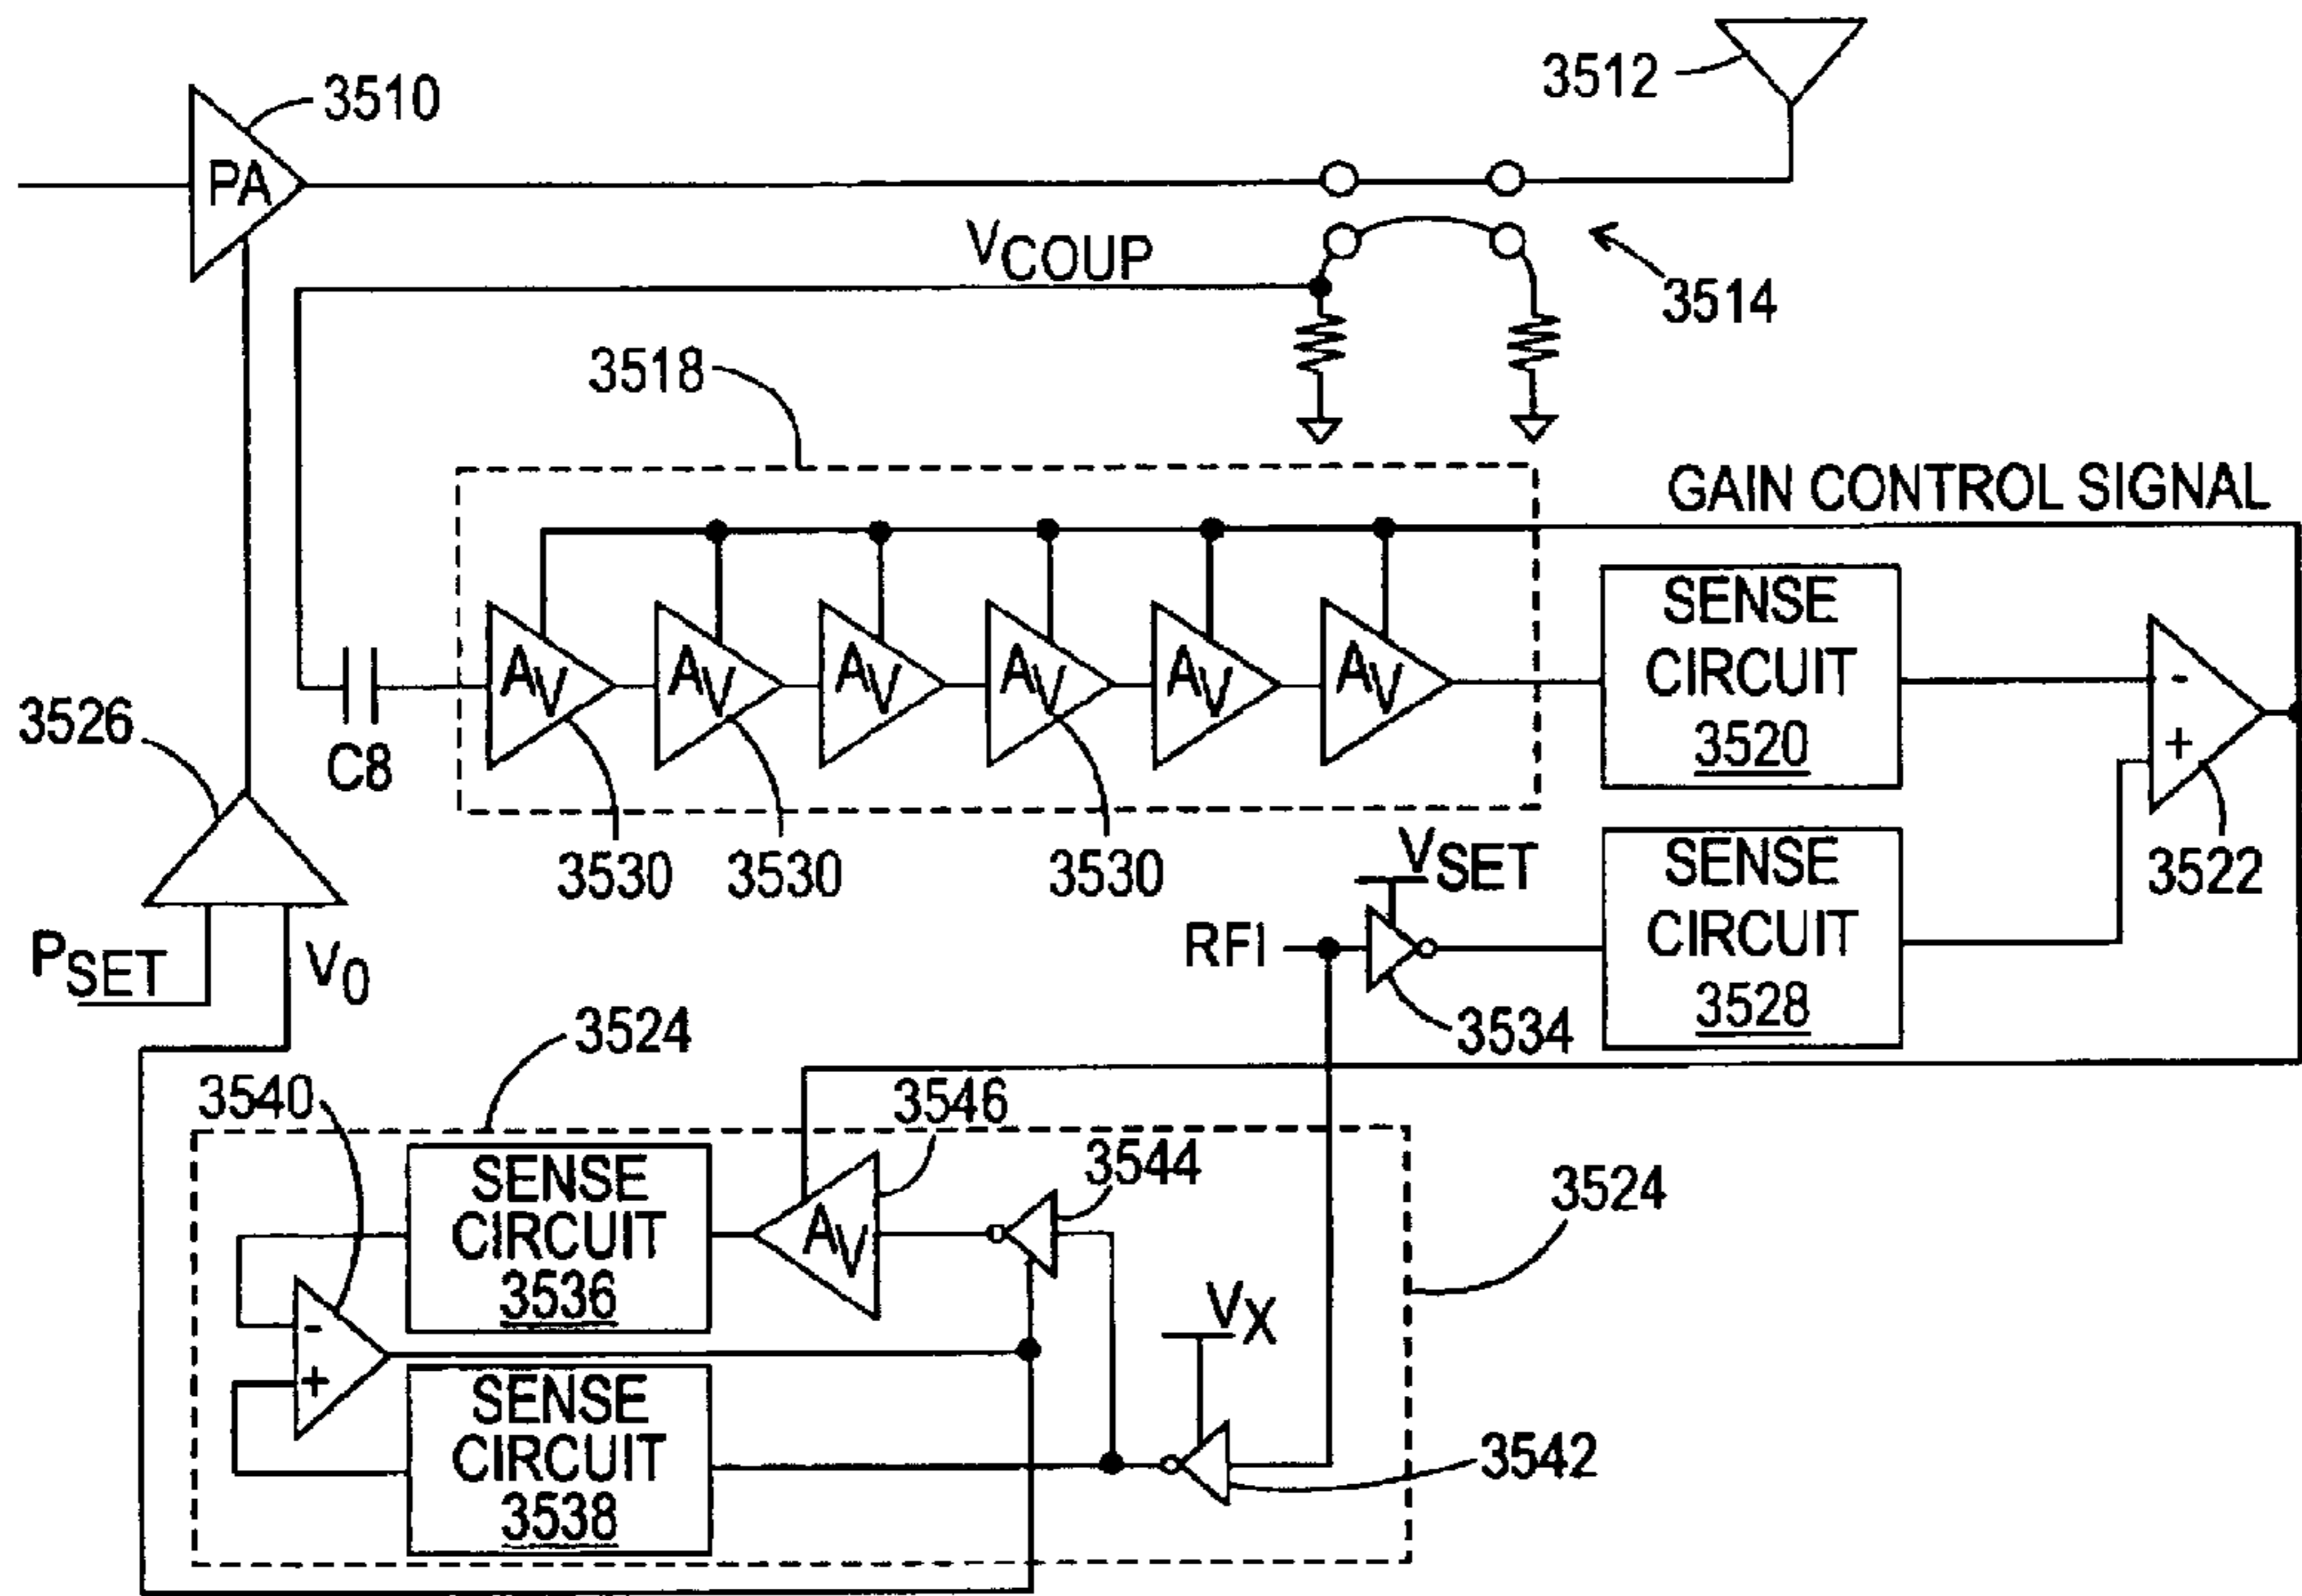 3512
3510
PA
VCOUP
3514
3518
GAIN CONTROL SIGNAL
AV
AV
AV
AV
AV
AV
SENSE
CIRCUIT
3520
-
+
3526
C8
3530
3530
3530
VSET
3522
RFI
SENSE
CIRCUIT
3528
PSET
V0
3524
3534
3540
3546
3544
SENSE
CIRCUIT
3536
AV
3524
-
+
VX
SENSE
CIRCUIT
3538
3542